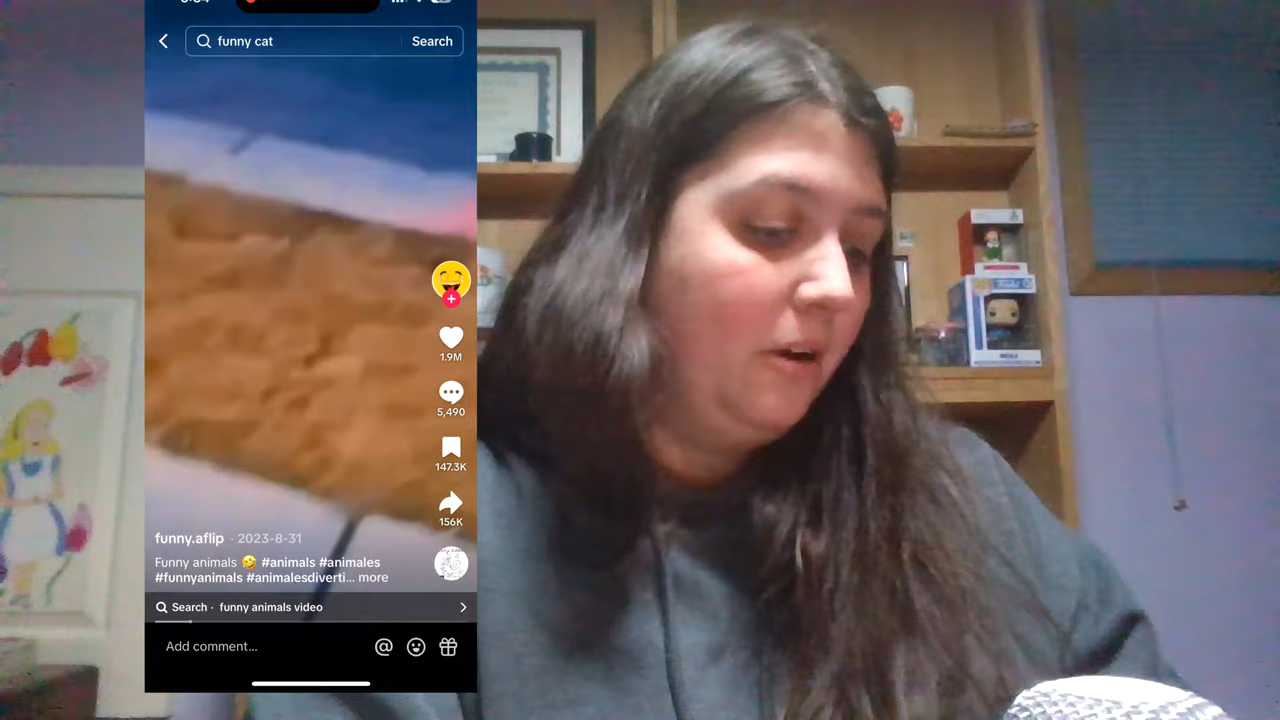 funny cat
Search
1.9M
5,490
147.3K
156K
funny.aflip · 2023-8-31
Funny animals 🤣 #animals #animales
#funnyanimals #animalesdiverti... more
Search · funny animals video
Add comment...